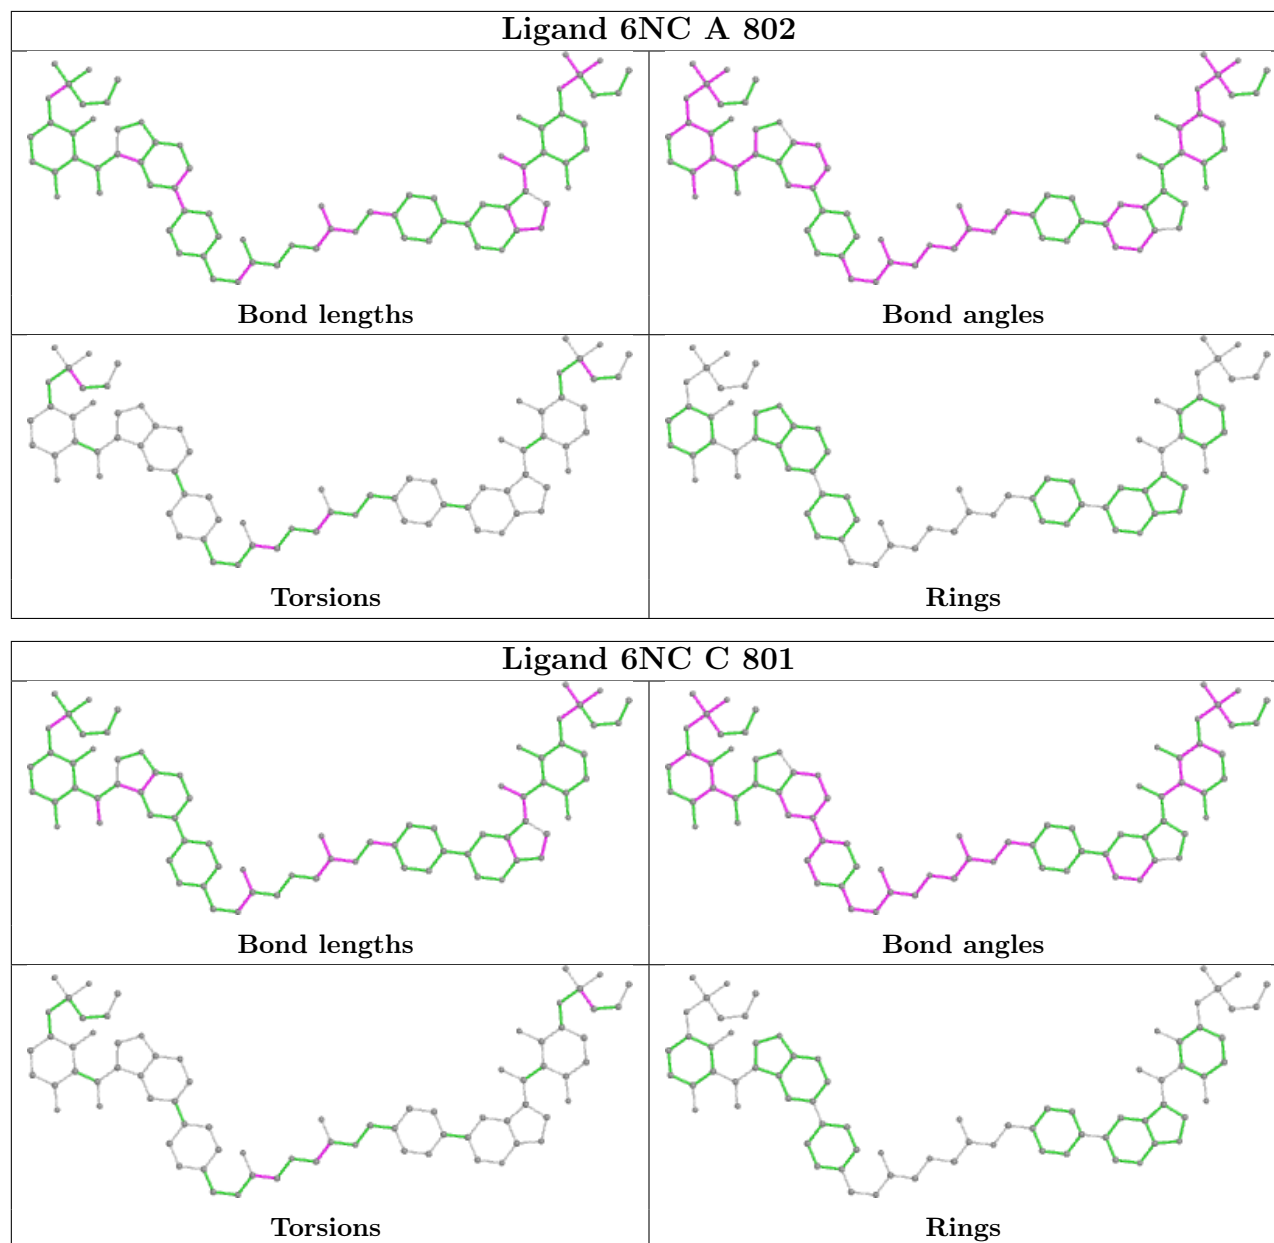 Ligand 6NC A 802
Bond lengths
Bond angles
Torsions
Rings
Ligand 6NC C 801
Bond lengths
Bond angles
Torsions
Rings